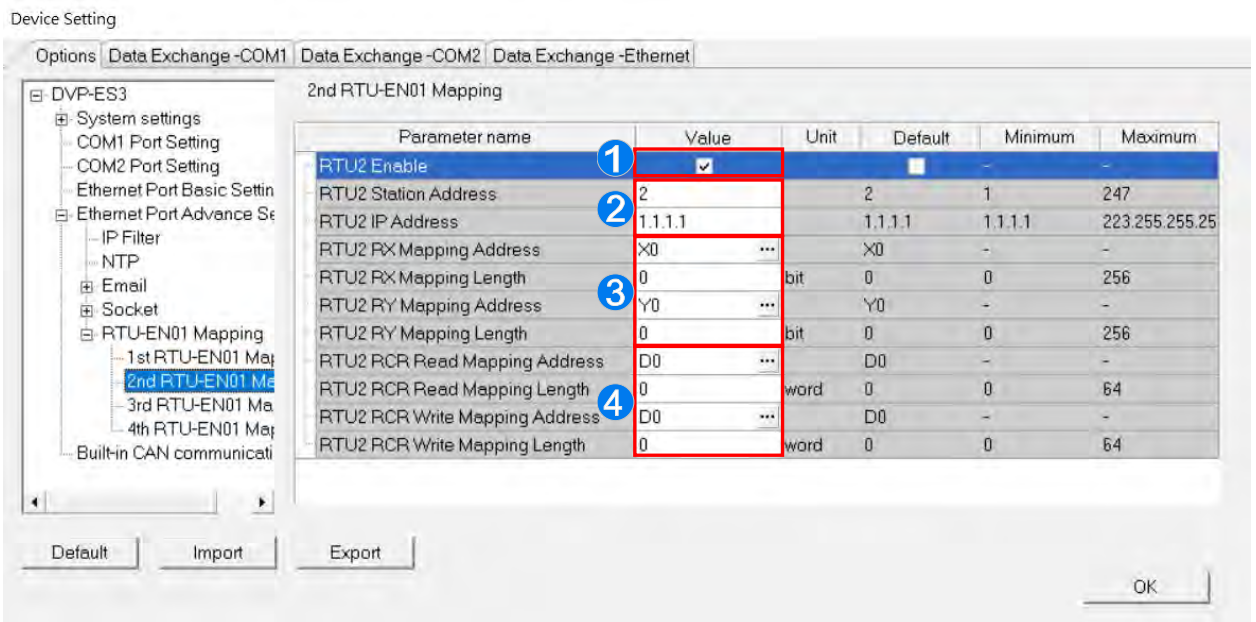 Device Setting
Options Data Exchange -COM1 Data Exchange -COM2 Data Exchange -Ethernet
DVP-ES3
System settings
COM1 Port Setting
COM2 Port Setting
Ethernet Port Basic Settin
Ethernet Port Advance Se
IP Filter
NTP
Email
Socket
RTU-EN01 Mapping
1st RTU-EN01 Map
2nd RTU-EN01 Ma
3rd RTU-EN01 Ma
4th RTU-EN01 Map
Built-in CAN communicati
2nd RTU-EN01 Mapping
Parameter name Value Unit Default Minimum Maximum
1
RTU2 Enable - -
2
RTU2 Station Address 2 2 1 247
RTU2 IP Address 1.1.1.1 1.1.1.1 1.1.1.1 223.255.255.25
3
RTU2 RX Mapping Address X0 ... X0 - -
RTU2 RX Mapping Length 0 bit 0 0 256
RTU2 RY Mapping Address Y0 ... Y0 - -
RTU2 RY Mapping Length 0 bit 0 0 256
4
RTU2 RCR Read Mapping Address D0 ... D0 - -
RTU2 RCR Read Mapping Length 0 word 0 0 64
RTU2 RCR Write Mapping Address D0 ... D0 - -
RTU2 RCR Write Mapping Length 0 word 0 0 64
Default Import Export
OK